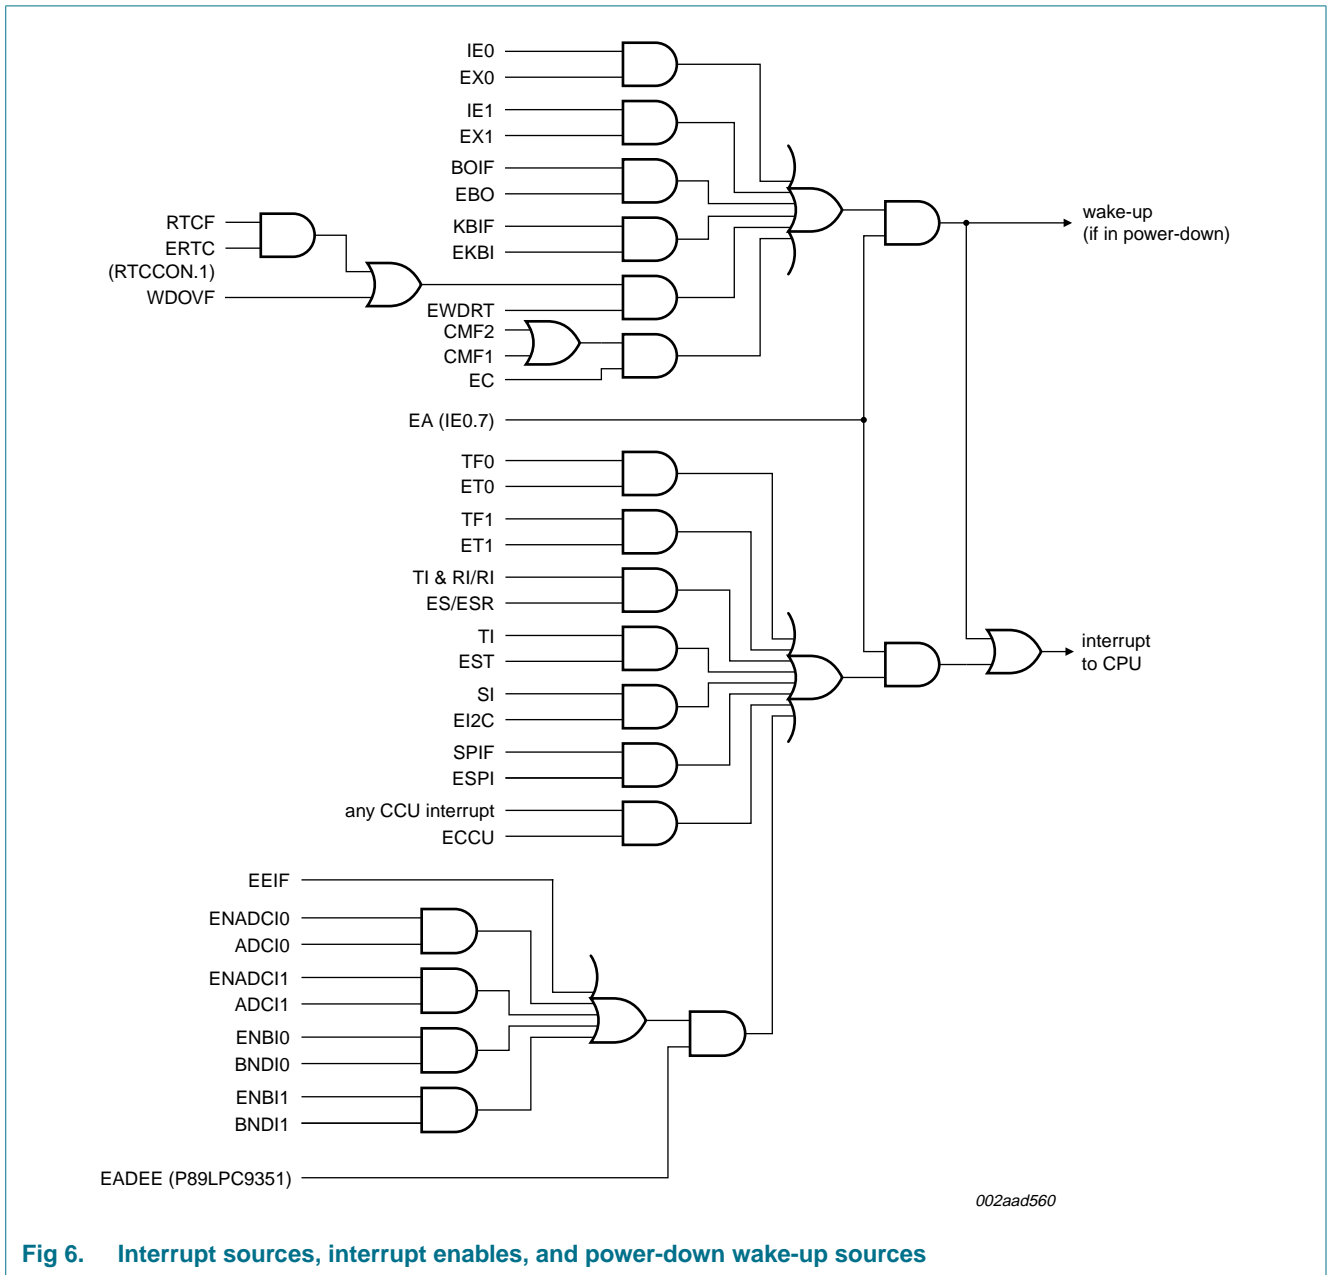 IE0
EX0
IE1
EX1
BOIF
EBO
RTCF
ERTC
(RTCCON.1)
WDOVF
KBIF
EKBI
EWDRT
CMF2
CMF1
EC
EA (IE0.7)
wake-up
(if in power-down)
TF0
ET0
TF1
ET1
TI & RI/RI
ES/ESR
TI
EST
SI
EI2C
SPIF
ESPI
any CCU interrupt
ECCU
interrupt
to CPU
EEIF
ENADCI0
ADCI0
ENADCI1
ADCI1
ENBI0
BNDI0
ENBI1
BNDI1
EADEE (P89LPC9351)
002aad560
Fig 6. Interrupt sources, interrupt enables, and power-down wake-up sources